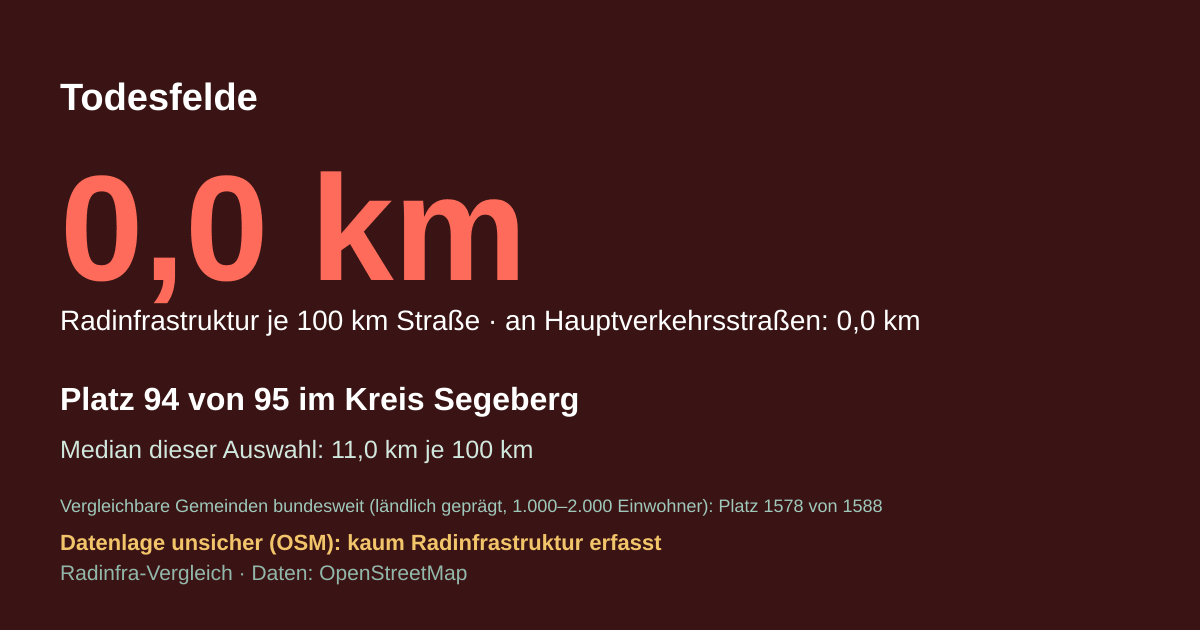 Todesfelde
0,0 km
Radinfrastruktur je 100 km Straße · an Hauptverkehrsstraßen: 0,0 km
Platz 94 von 95 im Kreis Segeberg
Median dieser Auswahl: 11,0 km je 100 km
Vergleichbare Gemeinden bundesweit (ländlich geprägt, 1.000–2.000 Einwohner): Platz 1578 von 1588
Datenlage unsicher (OSM): kaum Radinfrastruktur erfasst
Radinfra-Vergleich · Daten: OpenStreetMap